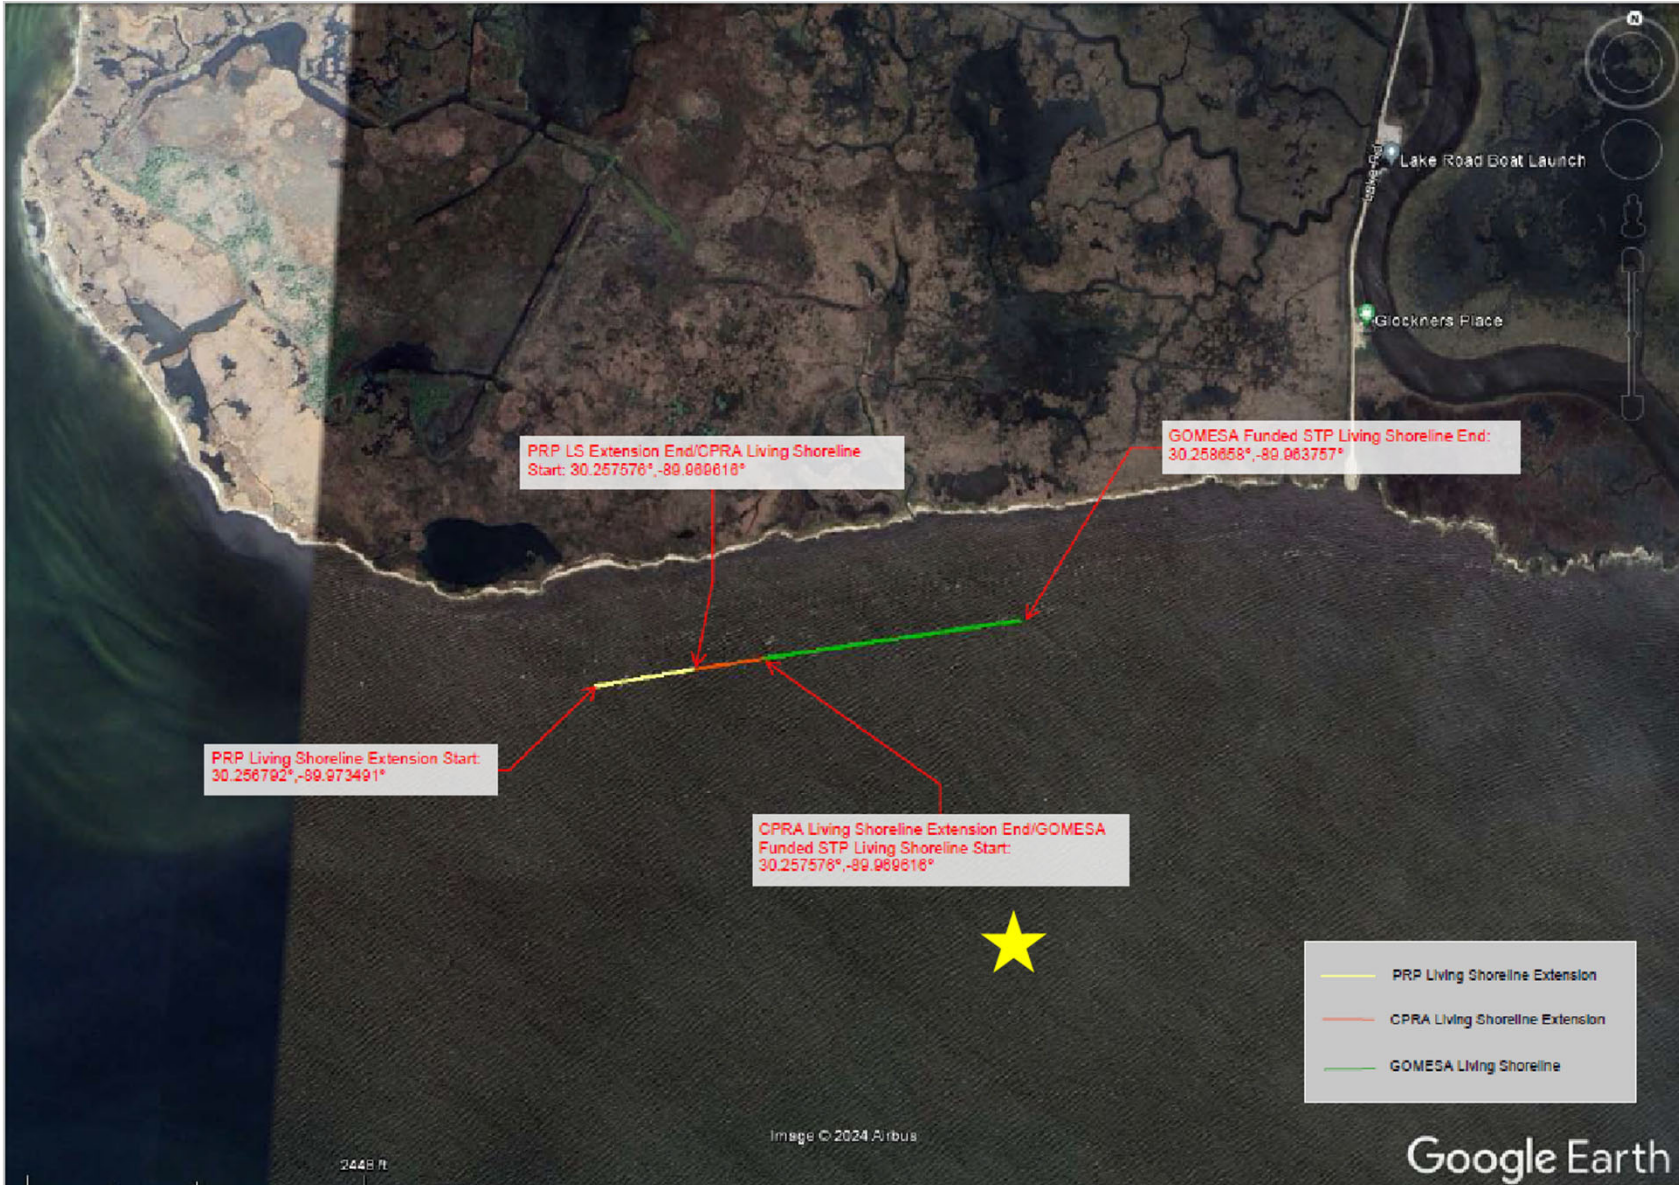 N
Lake Rd
Lake Road Boat Launch
Glockners Place
PRP LS Extension End/CPRA Living Shoreline
Start: 30.257576°,-89.969616°
GOMESA Funded STP Living Shoreline End:
30.258658°,-89.963757°
PRP Living Shoreline Extension Start:
30.256792°,-89.973491°
CPRA Living Shoreline Extension End/GOMESA
Funded STP Living Shoreline Start:
30.257576°,-89.969616°
PRP Living Shoreline Extension
CPRA Living Shoreline Extension
GOMESA Living Shoreline
Image © 2024 Airbus
2448 ft
Google Earth